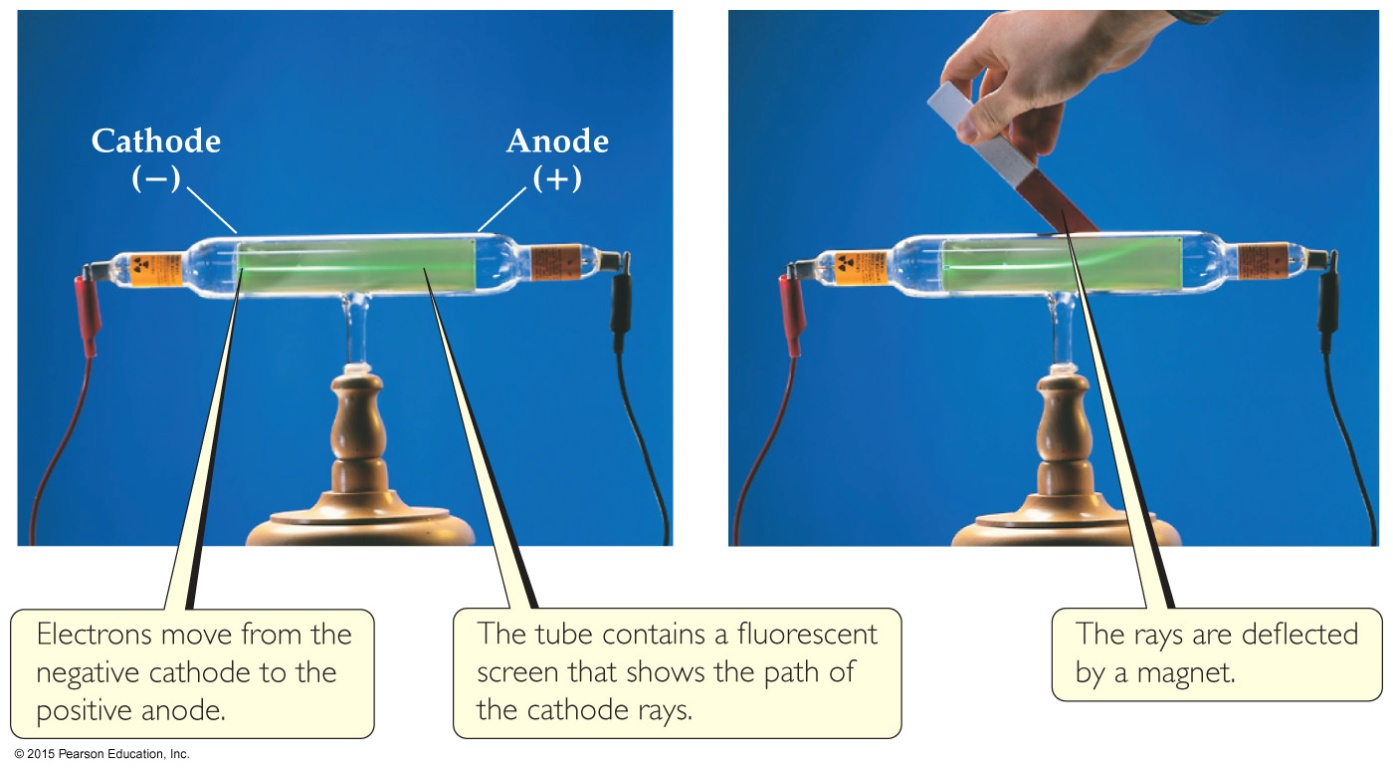 Cathode
(−)
Anode
(+)
Electrons move from the
negative cathode to the
positive anode.
The tube contains a fluorescent
screen that shows the path of
the cathode rays.
The rays are deflected
by a magnet.
© 2015 Pearson Education, Inc.